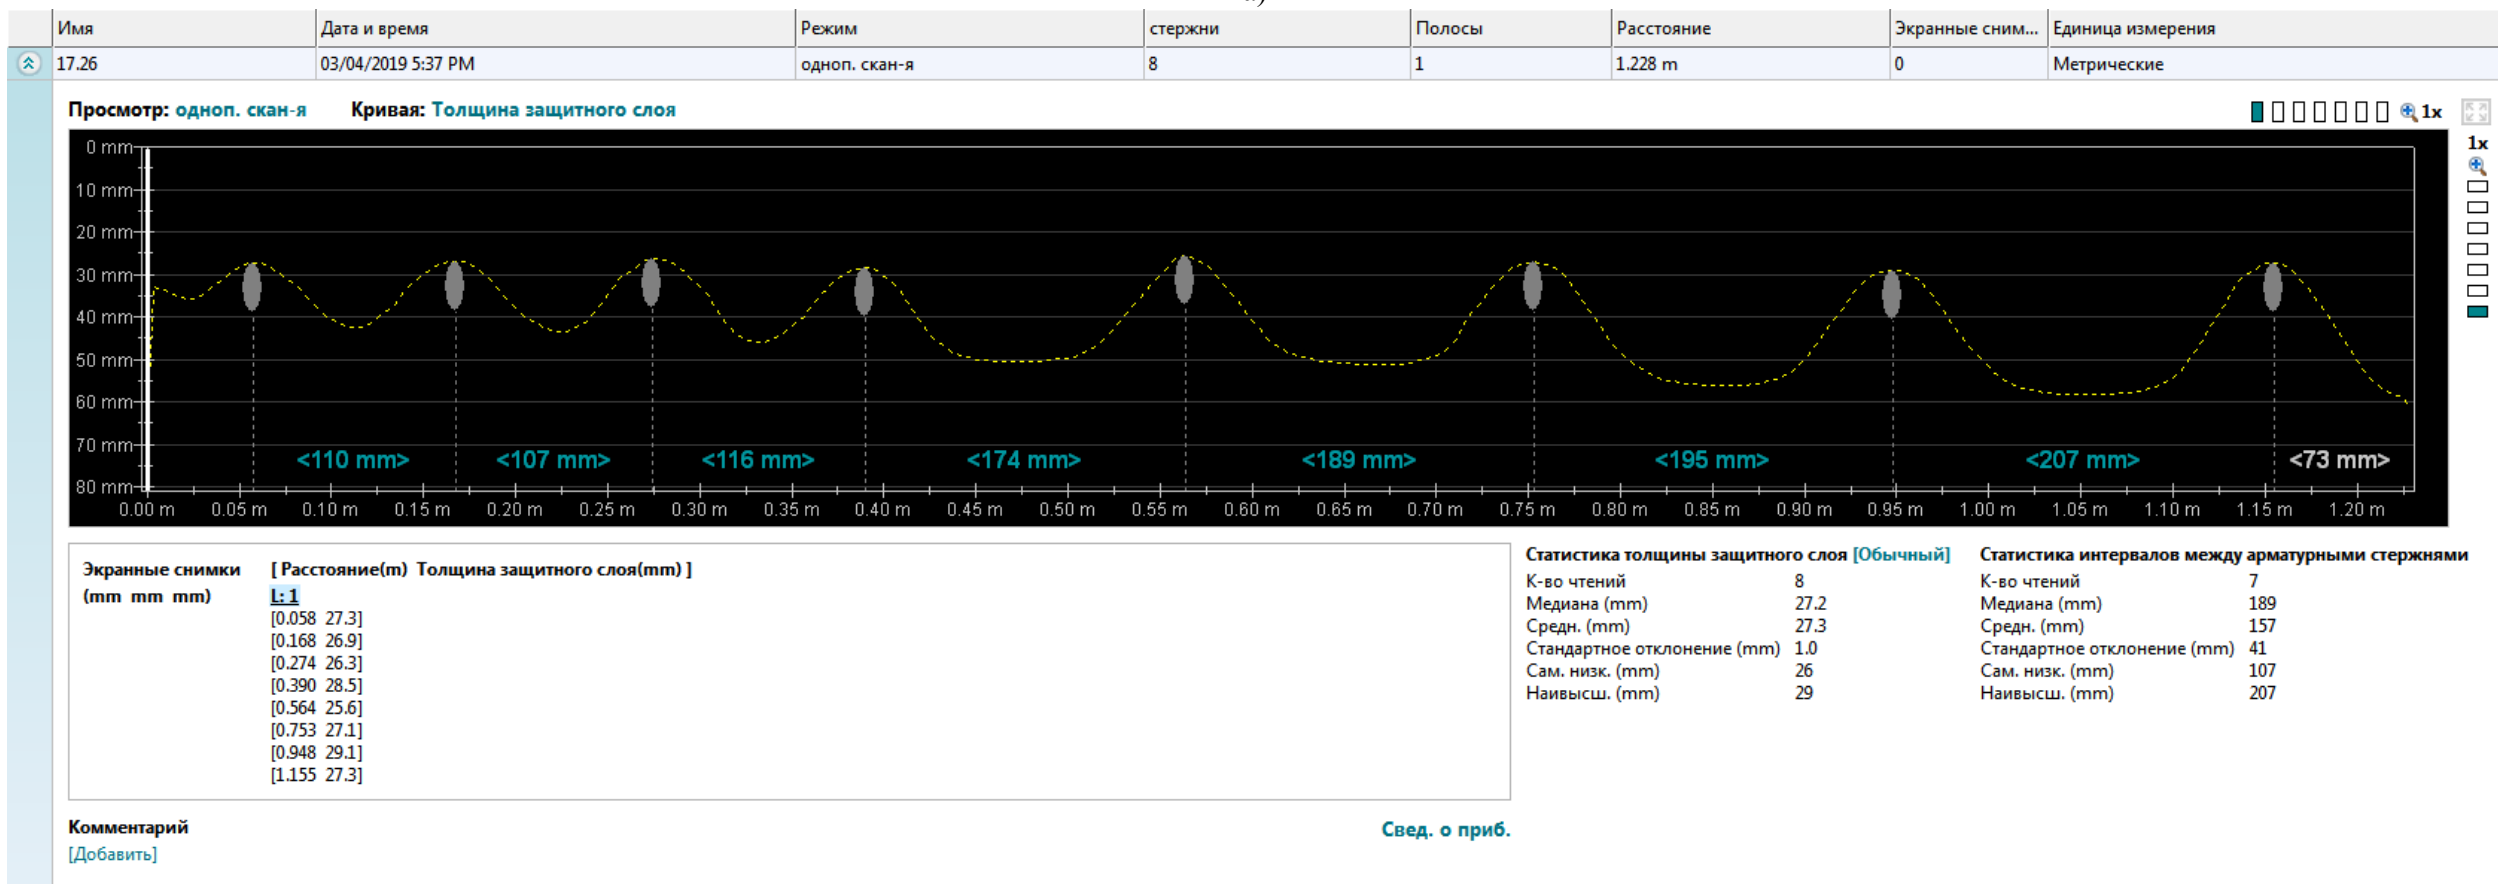 а)
Имя Дата и время Режим стержни Полосы Расстояние Экранные сним... Единица измерения
17.26 03/04/2019 5:37 PM одноп. скан-я 8 1 1.228 m 0 Метрические
Просмотр: одноп. скан-я Кривая: Толщина защитного слоя 1x
1x
0 mm
10 mm
20 mm
30 mm
40 mm
50 mm
60 mm
70 mm
<110 mm> <107 mm> <116 mm> <174 mm> <189 mm> <195 mm> <207 mm> <73 mm>
80 mm
0.00 m 0.05 m 0.10 m 0.15 m 0.20 m 0.25 m 0.30 m 0.35 m 0.40 m 0.45 m 0.50 m 0.55 m 0.60 m 0.65 m 0.70 m 0.75 m 0.80 m 0.85 m 0.90 m 0.95 m 1.00 m 1.05 m 1.10 m 1.15 m 1.20 m
Экранные снимки
(mm mm mm)
[ Расстояние(m) Толщина защитного слоя(mm) ]
L: 1
[0.058 27.3]
[0.168 26.9]
[0.274 26.3]
[0.390 28.5]
[0.564 25.6]
[0.753 27.1]
[0.948 29.1]
[1.155 27.3]
Статистика толщины защитного слоя [Обычный]
К-во чтений 8
Медиана (mm) 27.2
Средн. (mm) 27.3
Стандартное отклонение (mm) 1.0
Сам. низк. (mm) 26
Наивысш. (mm) 29
Статистика интервалов между арматурными стержнями
К-во чтений 7
Медиана (mm) 189
Средн. (mm) 157
Стандартное отклонение (mm) 41
Сам. низк. (mm) 107
Наивысш. (mm) 207
Комментарий
[Добавить]
Свед. о приб.